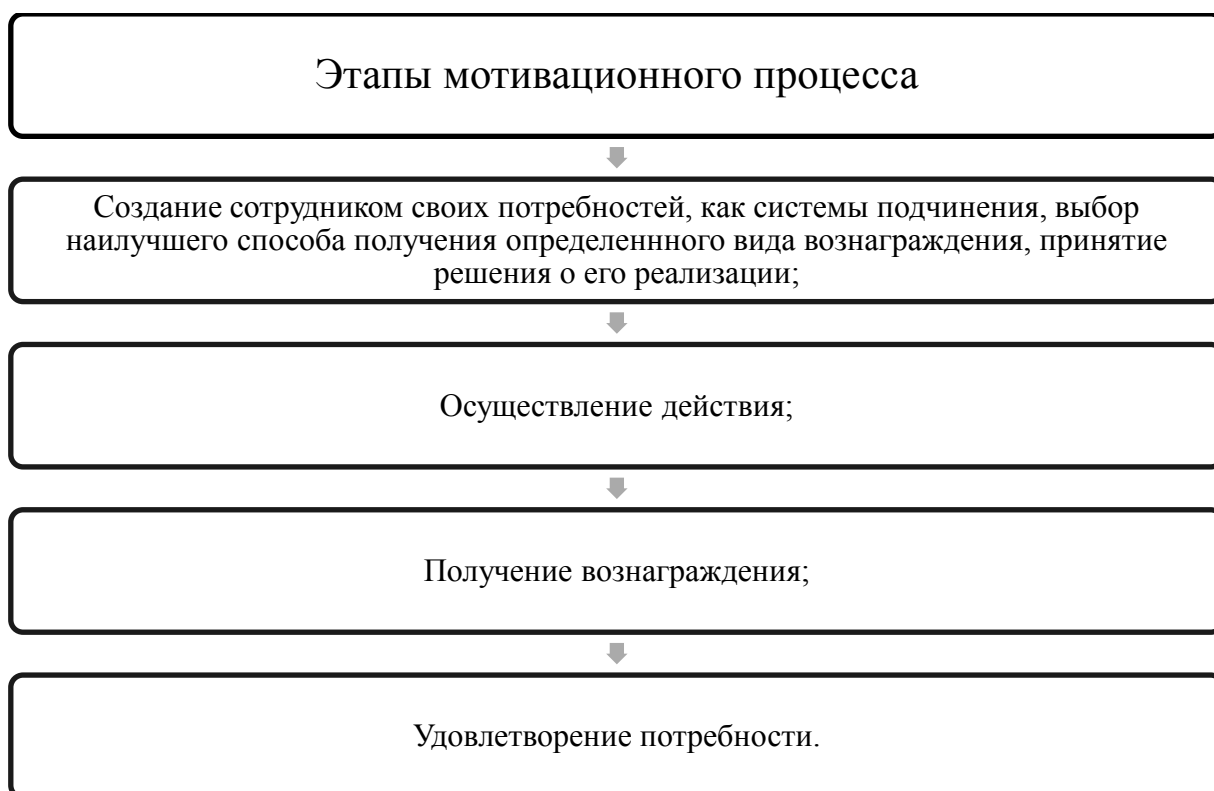 Этапы мотивационного процесса
Создание сотрудником своих потребностей, как системы подчинения, выбор
наилучшего способа получения определеннного вида вознаграждения, принятие
решения о его реализации;
Осуществление действия;
Получение вознаграждения;
Удовлетворение потребности.